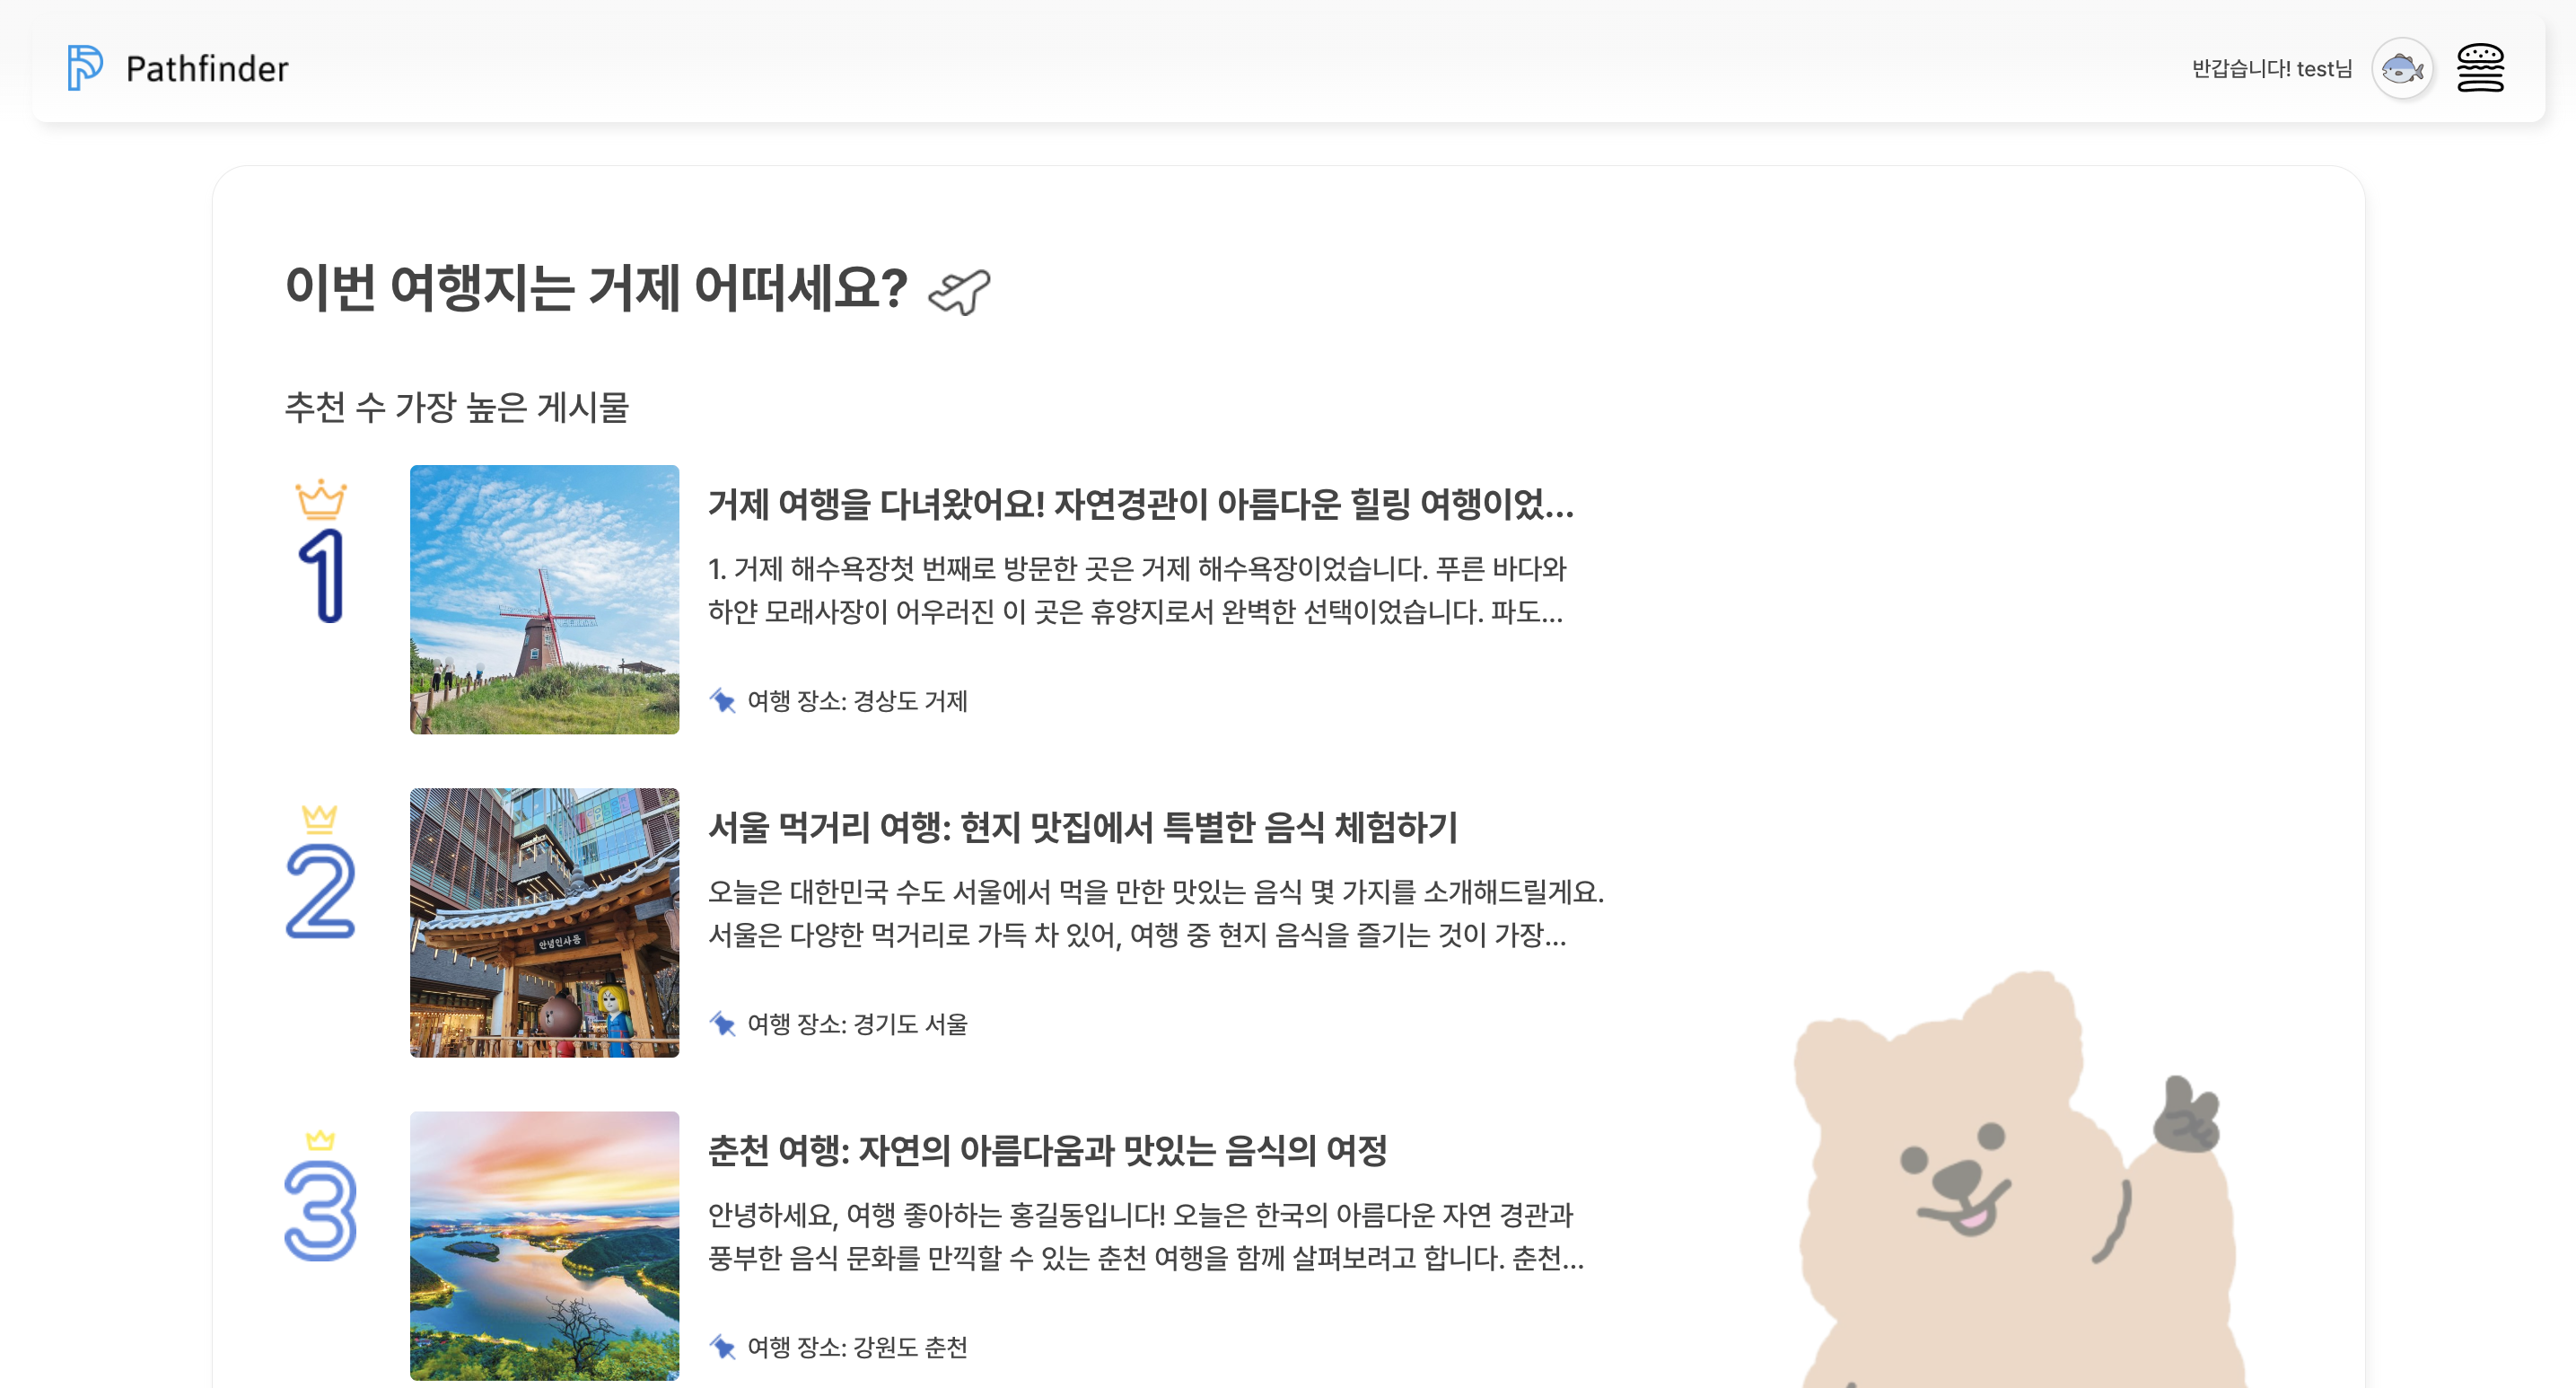 Pathfinder
반갑습니다! test님
이번 여행지는 거제 어떠세요?
추천 수 가장 높은 게시물
1
거제 여행을 다녀왔어요! 자연경관이 아름다운 힐링 여행이었...
1. 거제 해수욕장첫 번째로 방문한 곳은 거제 해수욕장이었습니다. 푸른 바다와
하얀 모래사장이 어우러진 이 곳은 휴양지로서 완벽한 선택이었습니다. 파도...
여행 장소: 경상도 거제
2
안녕인사동
서울 먹거리 여행: 현지 맛집에서 특별한 음식 체험하기
오늘은 대한민국 수도 서울에서 먹을 만한 맛있는 음식 몇 가지를 소개해드릴게요.
서울은 다양한 먹거리로 가득 차 있어, 여행 중 현지 음식을 즐기는 것이 가장...
여행 장소: 경기도 서울
3
춘천 여행: 자연의 아름다움과 맛있는 음식의 여정
안녕하세요, 여행 좋아하는 홍길동입니다! 오늘은 한국의 아름다운 자연 경관과
풍부한 음식 문화를 만끽할 수 있는 춘천 여행을 함께 살펴보려고 합니다. 춘천...
여행 장소: 강원도 춘천